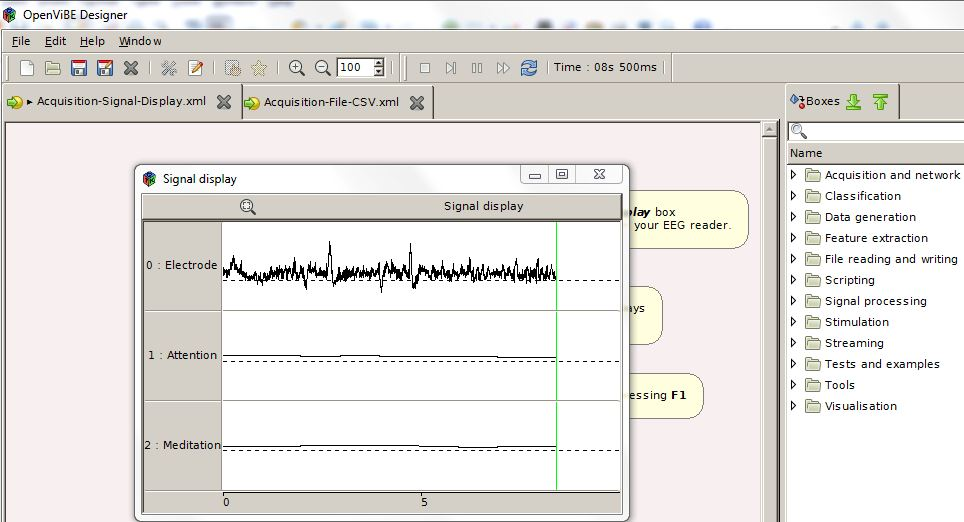 OpenViBE Designer
File Edit Help Window
100
Time : 08s 500ms
Acquisition-Signal-Display.xml
Acquisition-File-CSV.xml
Boxes
Name
Acquisition and network
Classification
Data generation
Feature extraction
File reading and writing
Scripting
Signal processing
Stimulation
Streaming
Tests and examples
Tools
Visualisation
Signal display
Signal display
0 : Electrode
1 : Attention
2 : Meditation
0 5
box
your EEG reader.
F1